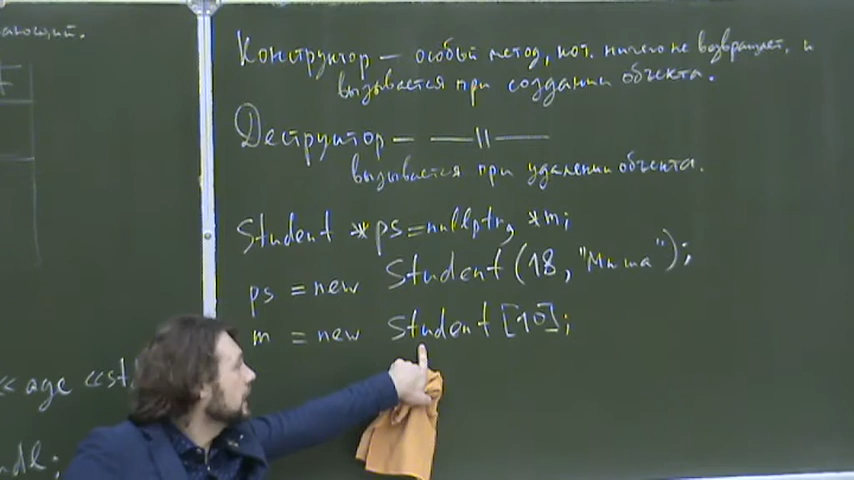 Конструктор — особый метод, кот. ничего не возвращает, и
вызывается при создании объекта.
Деструктор — —||—
вызывается при удалении объекта.
Student *ps=nullptr, *m;
ps = new Student(18, "Миша");
m = new Student[10];
<< age <<
ndl;